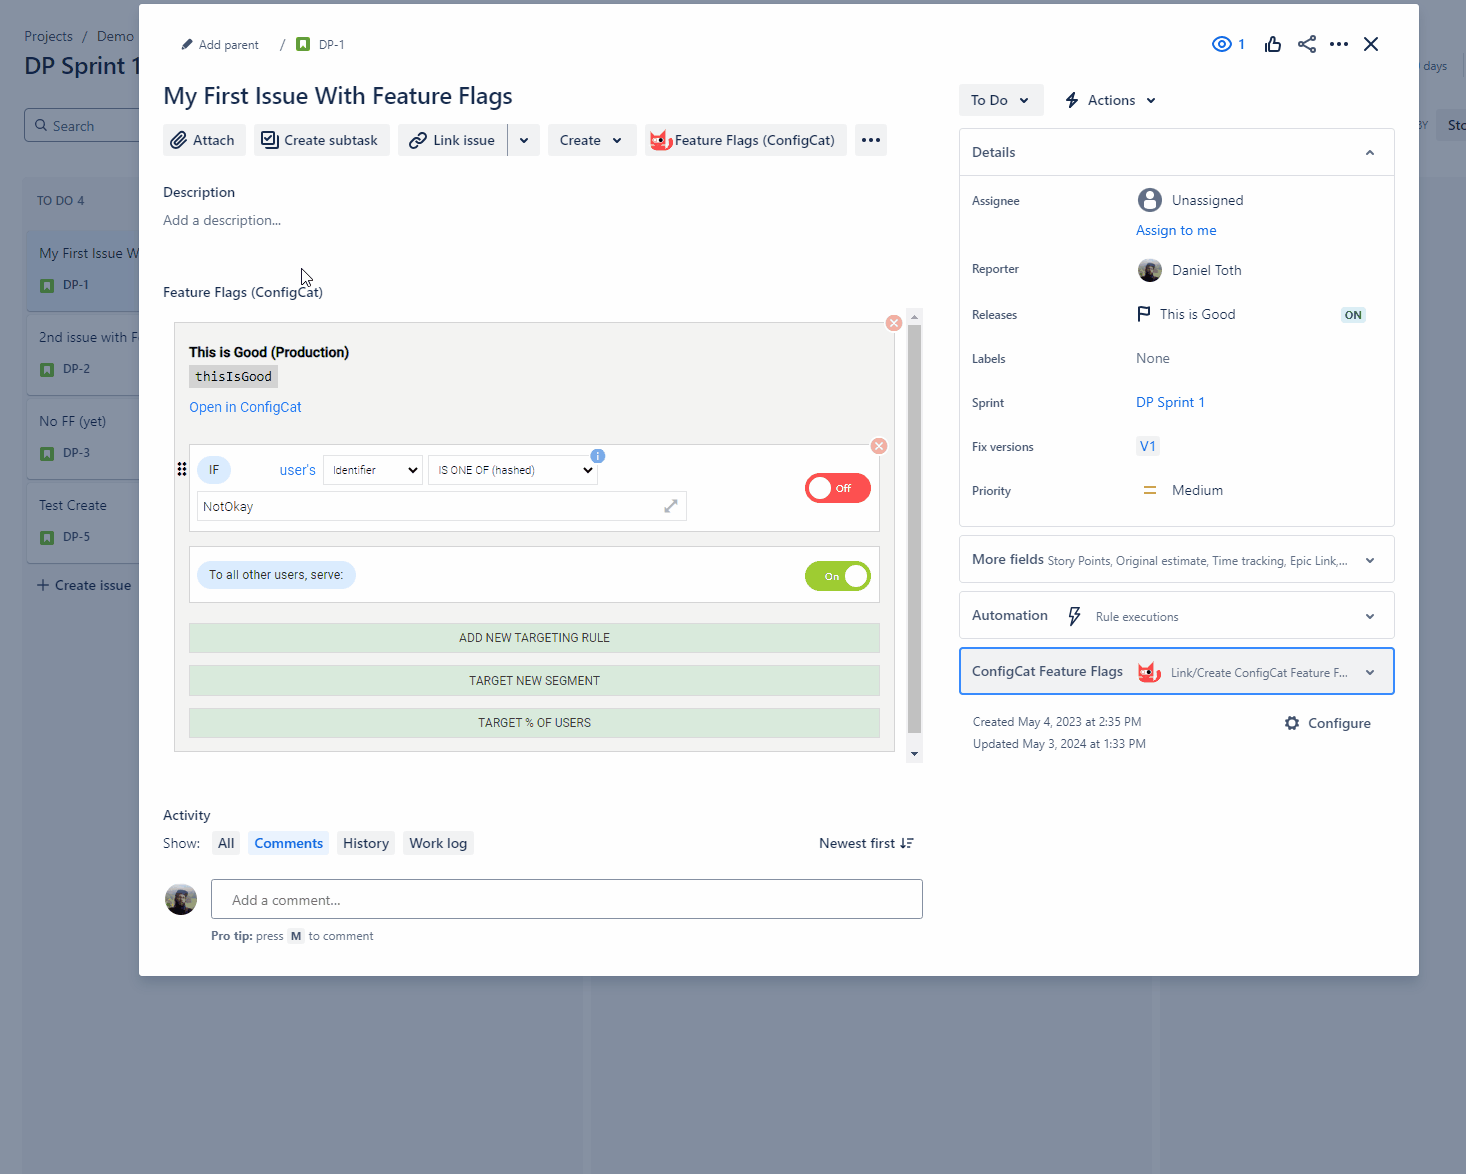 Projects / Demo
DP Sprint 1
Search
TO DO 4
My First Issue W
DP-1
2nd issue with F
DP-2
No FF (yet)
DP-3
Test Create
DP-5
+ Create issue
Add parent / DP-1
1
My First Issue With Feature Flags
Attach Create subtask Link issue Create Feature Flags (ConfigCat)
Description
Add a description...
Feature Flags (ConfigCat)
This is Good (Production)
thisIsGood
Open in ConfigCat
IF user's Identifier IS ONE OF (hashed) i
NotOkay
Off
To all other users, serve:
On
ADD NEW TARGETING RULE
TARGET NEW SEGMENT
TARGET % OF USERS
Activity
Show: All Comments History Work log Newest first
Add a comment...
Pro tip: press M to comment
To Do Actions
Details
Assignee Unassigned
Assign to me
Reporter Daniel Toth
Releases This is Good ON
Labels None
Sprint DP Sprint 1
Fix versions V1
Priority Medium
More fields Story Points, Original estimate, Time tracking, Epic Link,...
Automation Rule executions
ConfigCat Feature Flags Link/Create ConfigCat Feature F...
Created May 4, 2023 at 2:35 PM
Configure
Updated May 3, 2024 at 1:33 PM
days
BY
Sto